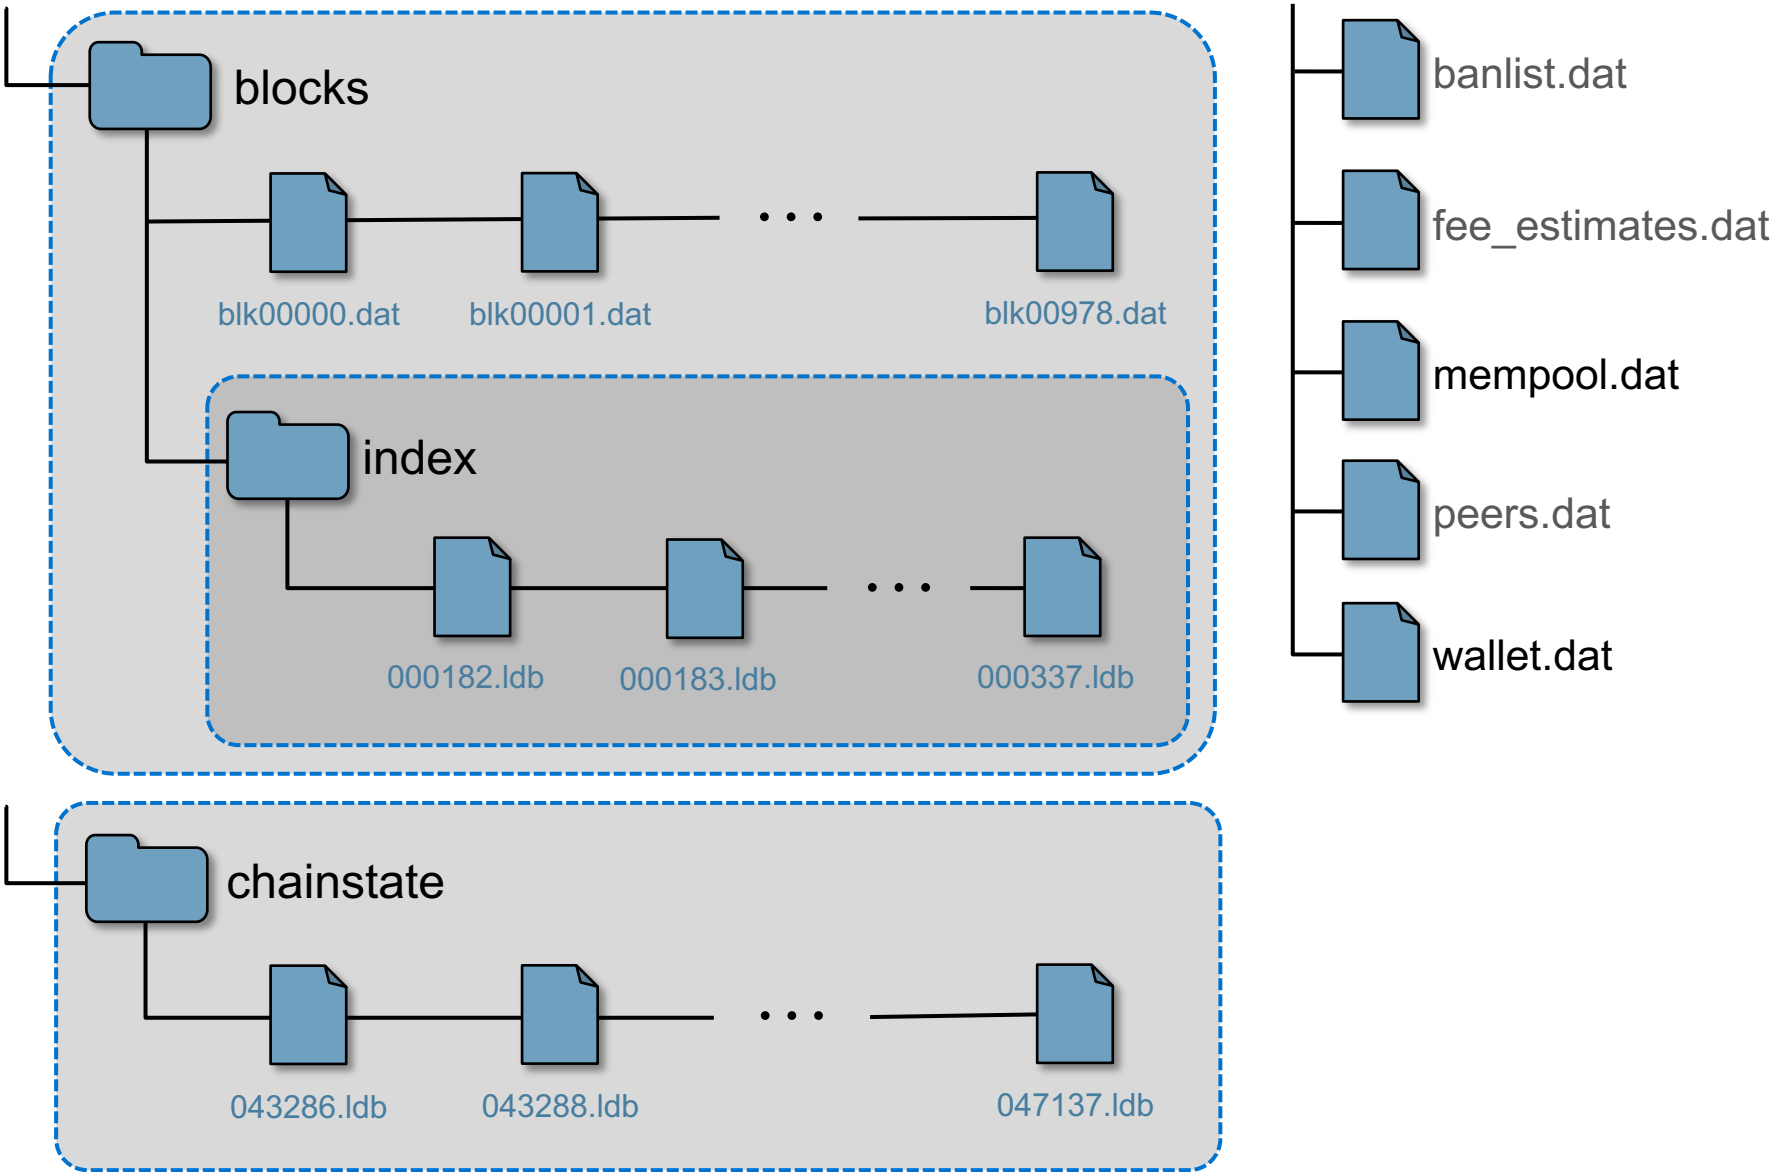 blocks
blk00000.dat
blk00001.dat
...
blk00978.dat
index
000182.ldb
000183.ldb
...
000337.ldb
chainstate
043286.ldb
043288.ldb
...
047137.ldb
banlist.dat
fee_estimates.dat
mempool.dat
peers.dat
wallet.dat